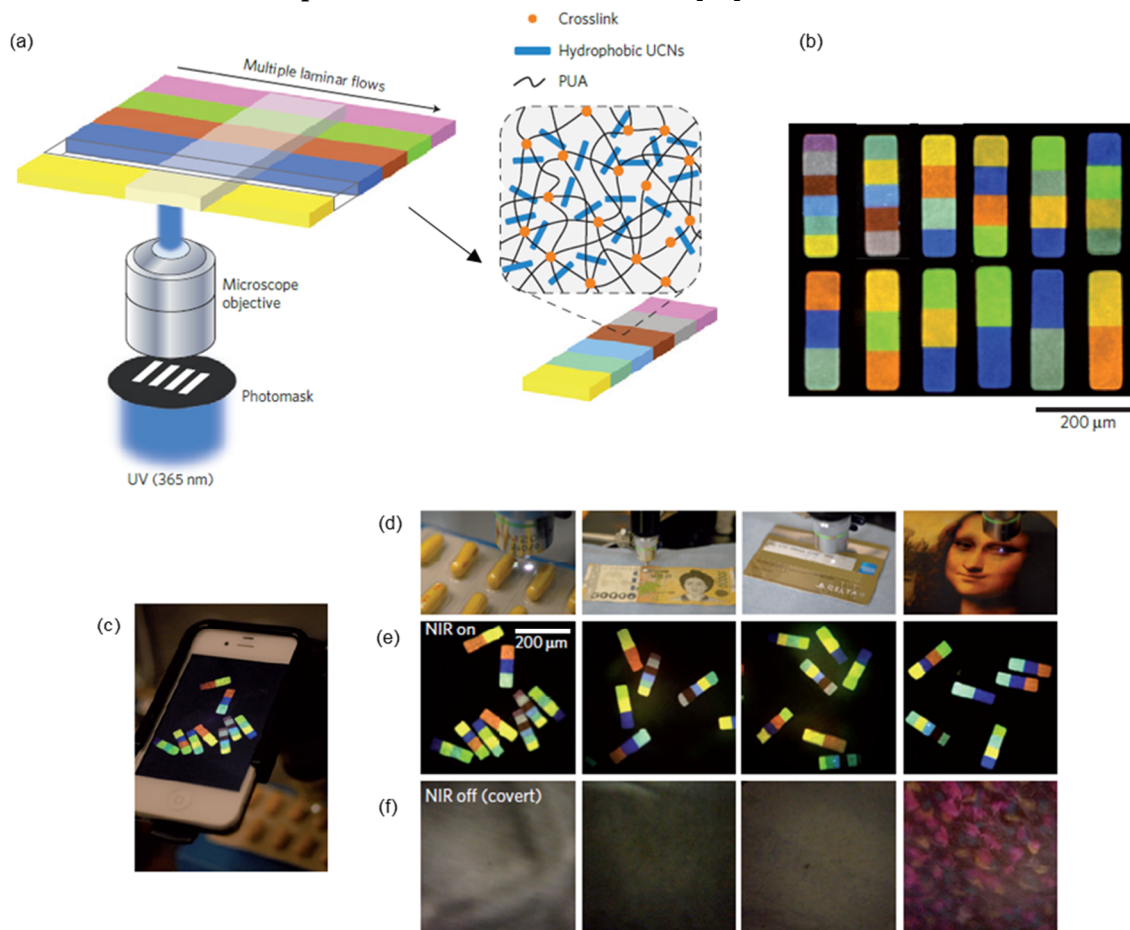 (a)
Multiple laminar flows
Microscope
objective
Photomask
UV (365 nm)
Crosslink
Hydrophobic UCNs
PUA
(b)
200 μm
(c)
(d)
(e)
NIR on
200 μm
(f)
NIR off (covert)